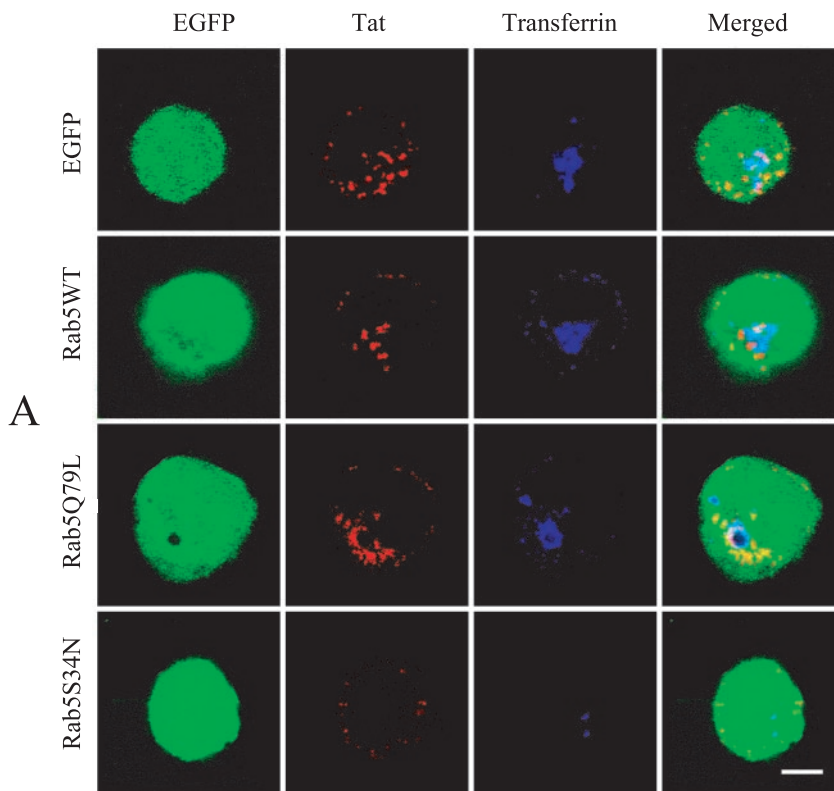 EGFP Tat Transferrin Merged
EGFP
Rab5WT
A
Rab5Q79L
Rab5S34N